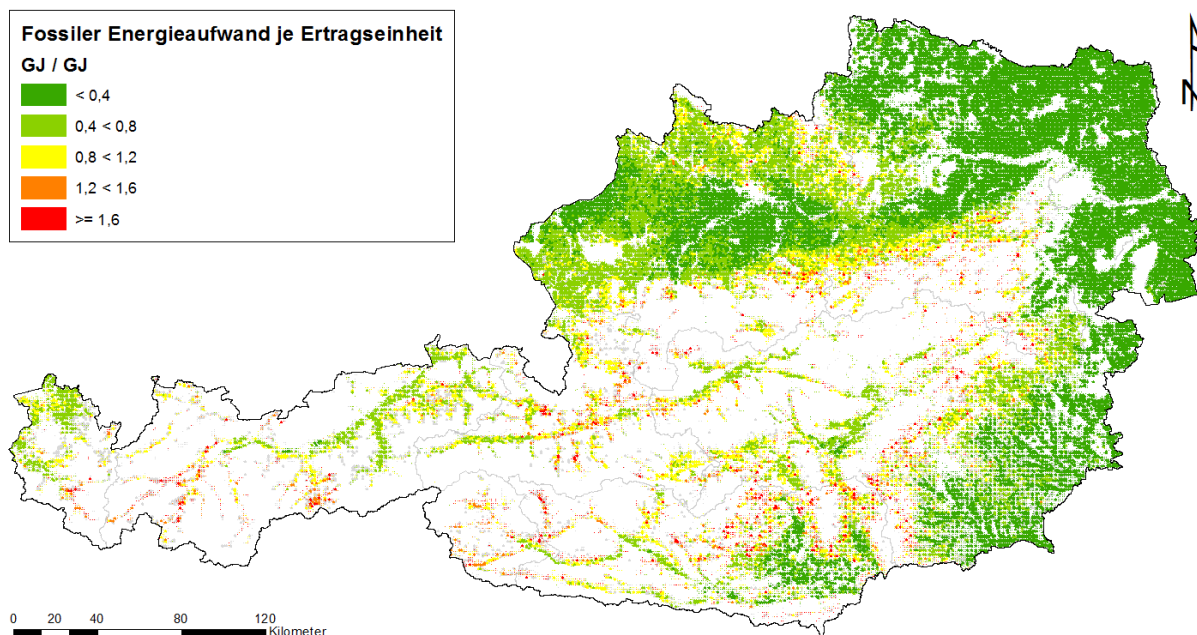 Fossiler Energieaufwand je Ertragseinheit
GJ / GJ
< 0,4
0,4 < 0,8
0,8 < 1,2
1,2 < 1,6
>= 1,6
N
0 20 40 80 120
Kilometer